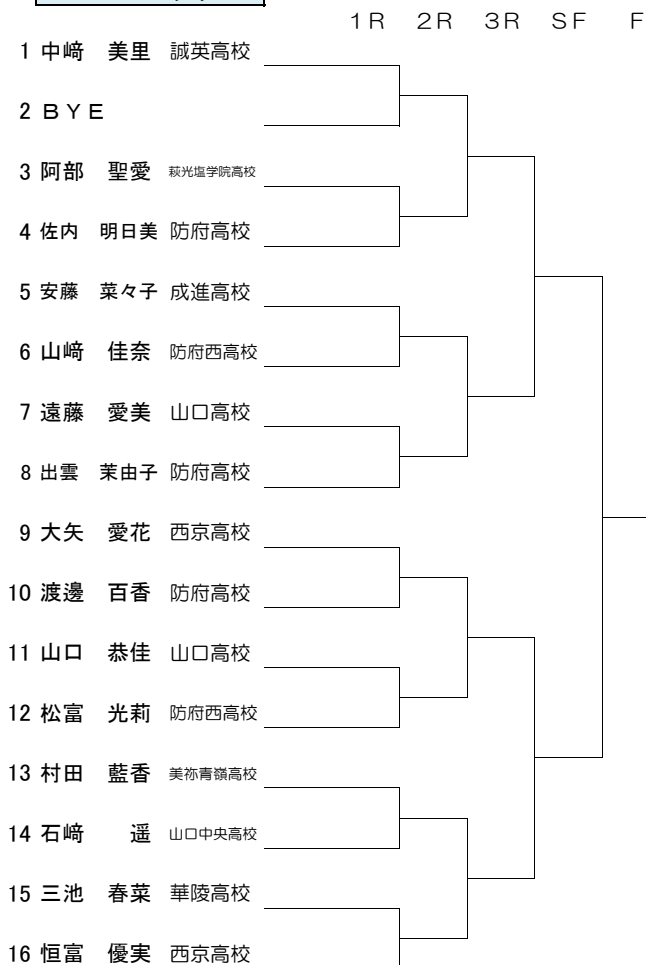 １Ｒ ２Ｒ ３Ｒ ＳＦ Ｆ
1 中﨑 美里 誠英高校
2 ＢＹＥ
3 阿部 聖愛 萩光塩学院高校
4 佐内 明日美 防府高校
5 安藤 菜々子 成進高校
6 山﨑 佳奈 防府西高校
7 遠藤 愛美 山口高校
8 出雲 茉由子 防府高校
9 大矢 愛花 西京高校
10 渡邊 百香 防府高校
11 山口 恭佳 山口高校
12 松富 光莉 防府西高校
13 村田 藍香 美祢青嶺高校
14 石﨑 遥 山口中央高校
15 三池 春菜 華陵高校
16 恒富 優実 西京高校